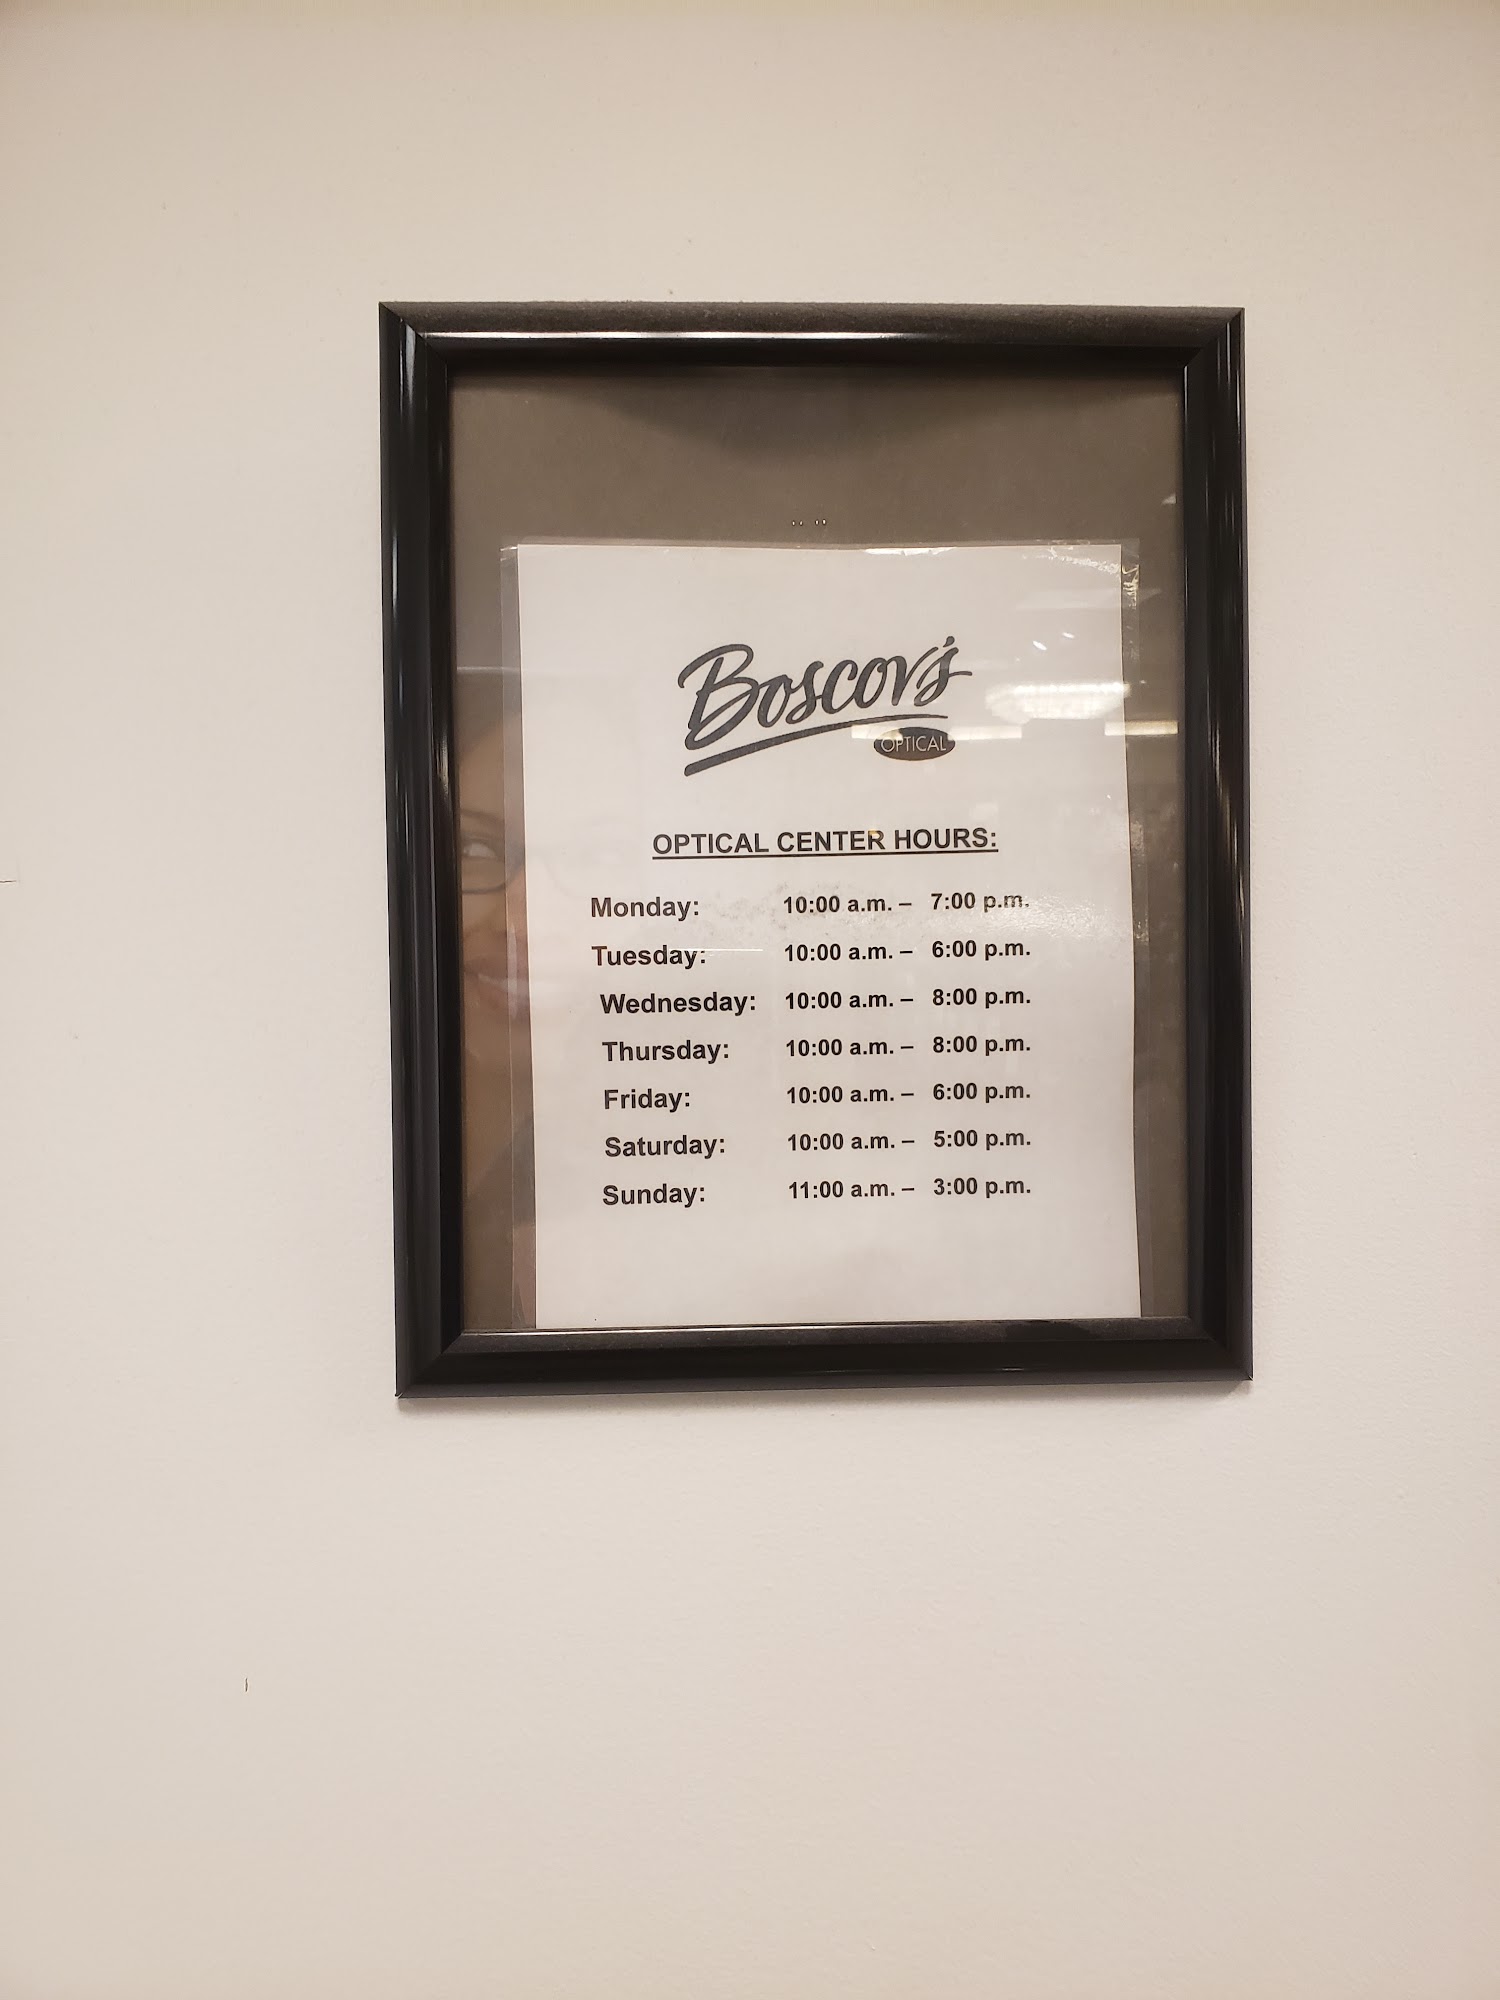 Boscov's
OPTICAL
OPTICAL CENTER HOURS:
Monday: 10:00 a.m. – 7:00 p.m.
Tuesday: 10:00 a.m. – 6:00 p.m.
Wednesday: 10:00 a.m. – 8:00 p.m.
Thursday: 10:00 a.m. – 8:00 p.m.
Friday: 10:00 a.m. – 6:00 p.m.
Saturday: 10:00 a.m. – 5:00 p.m.
Sunday: 11:00 a.m. – 3:00 p.m.